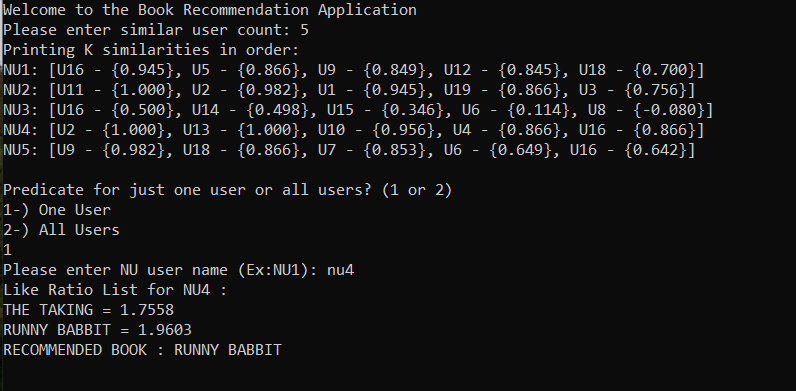 Welcome to the Book Recommendation Application
Please enter similar user count: 5
Printing K similarities in order:
NU1: [U16 - {0.945}, U5 - {0.866}, U9 - {0.849}, U12 - {0.845}, U18 - {0.700}]
NU2: [U11 - {1.000}, U2 - {0.982}, U1 - {0.945}, U19 - {0.866}, U3 - {0.756}]
NU3: [U16 - {0.500}, U14 - {0.498}, U15 - {0.346}, U6 - {0.114}, U8 - {-0.080}]
NU4: [U2 - {1.000}, U13 - {1.000}, U10 - {0.956}, U4 - {0.866}, U16 - {0.866}]
NU5: [U9 - {0.982}, U18 - {0.866}, U7 - {0.853}, U6 - {0.649}, U16 - {0.642}]
Predicate for just one user or all users? (1 or 2)
1-) One User
2-) All Users
1
Please enter NU user name (Ex:NU1): nu4
Like Ratio List for NU4 :
THE TAKING = 1.7558
RUNNY BABBIT = 1.9603
RECOMMENDED BOOK : RUNNY BABBIT